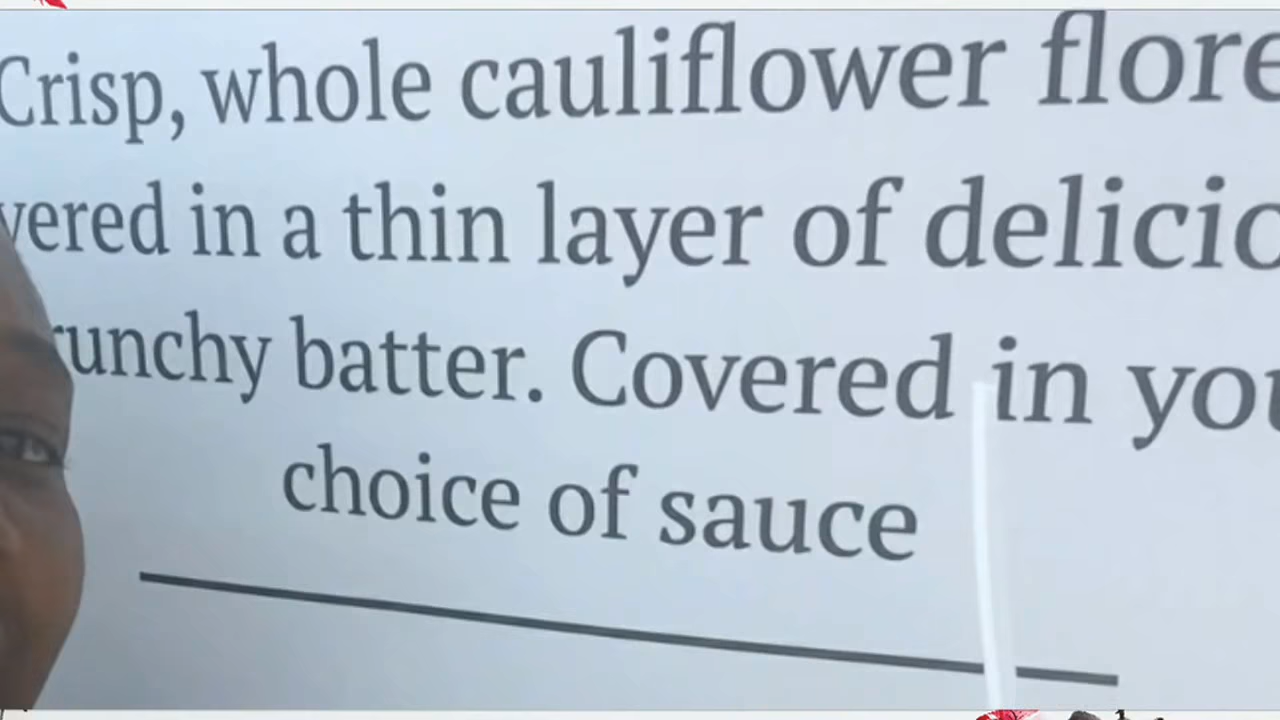 Crisp, whole cauliflower flore
vered in a thin layer of delicio
runchy batter. Covered in you
choice of sauce